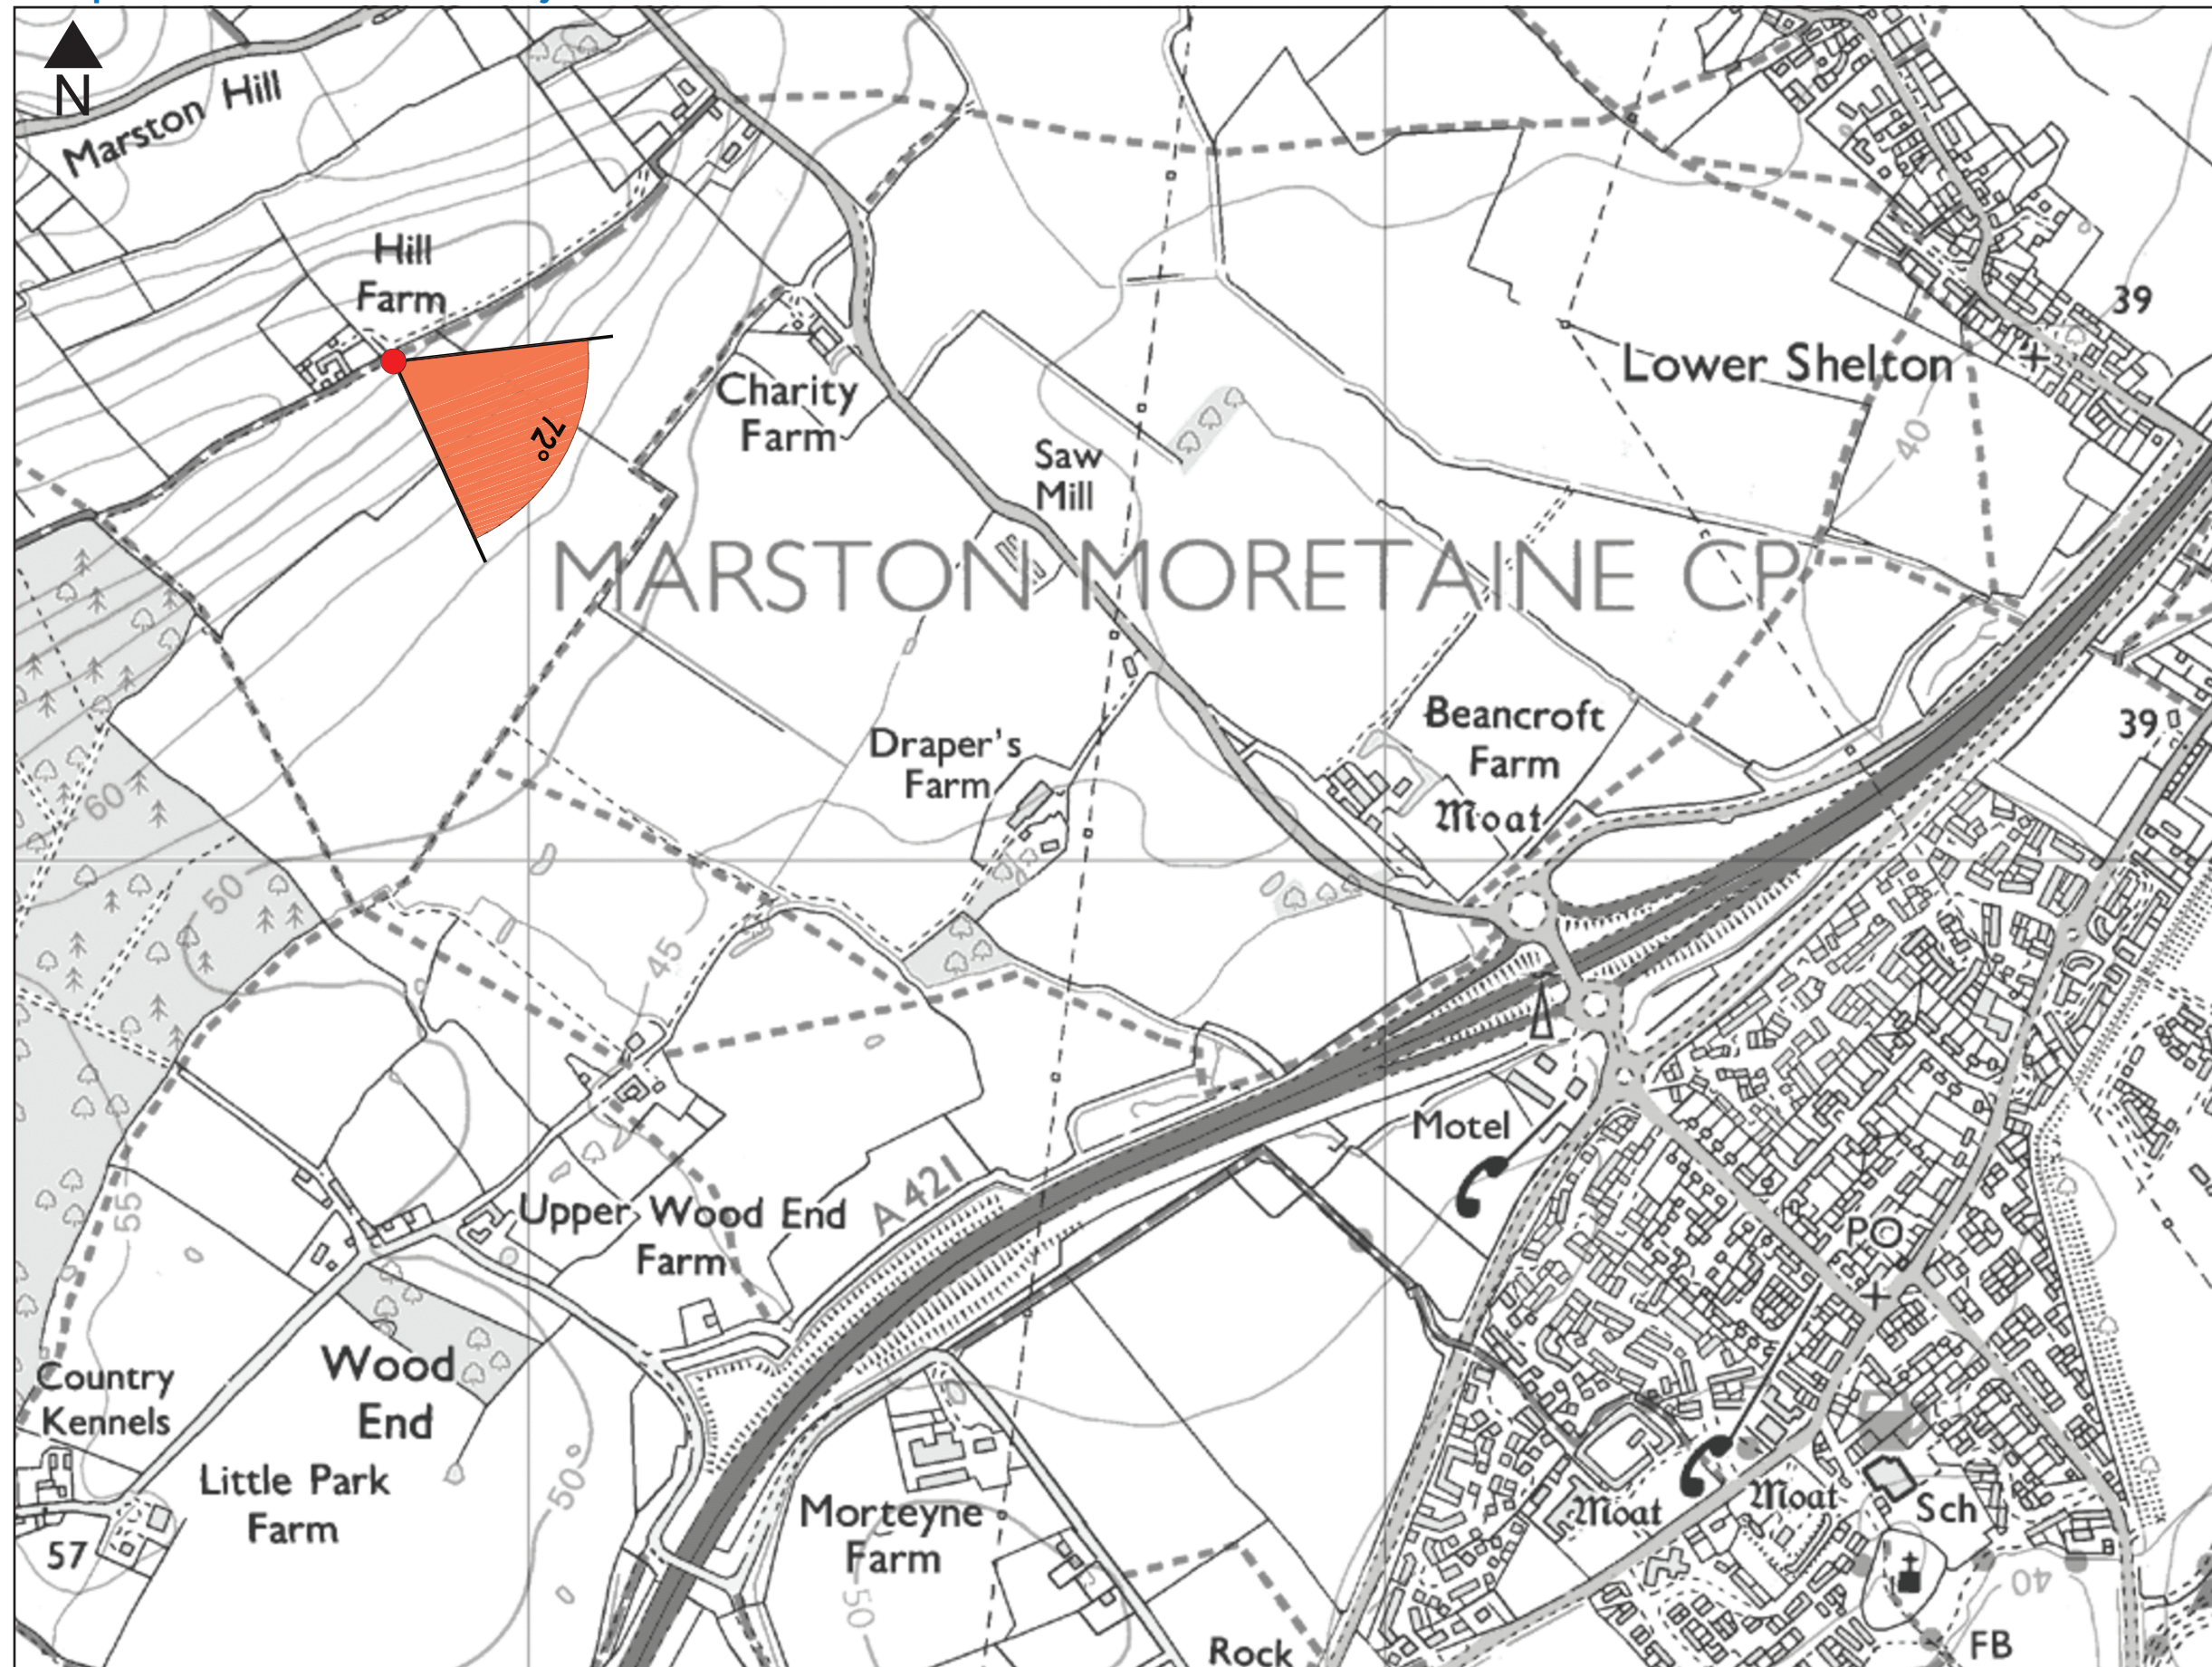 N
Marston Hill
Hill
Farm
72°
Charity
Farm
Saw
Mill
Lower Shelton
39
40
MARSTON MORETAINE CP
Beancroft
Farm
Moat
Draper's
Farm
39
60
50
45
Motel
A 421
Upper Wood End
Farm
PO
55
Wood
End
Country
Kennels
50
Little Park
Farm
57
Morteyne
Farm
50
Moat
Moat
Sch
40
Rock
FB